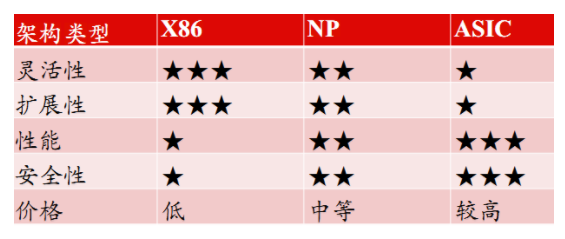 架构类型 X86 NP ASIC
灵活性 ★★★ ★★ ★
扩展性 ★★★ ★★ ★
性能 ★ ★★ ★★★
安全性 ★ ★★ ★★★
价格 低 中等 较高